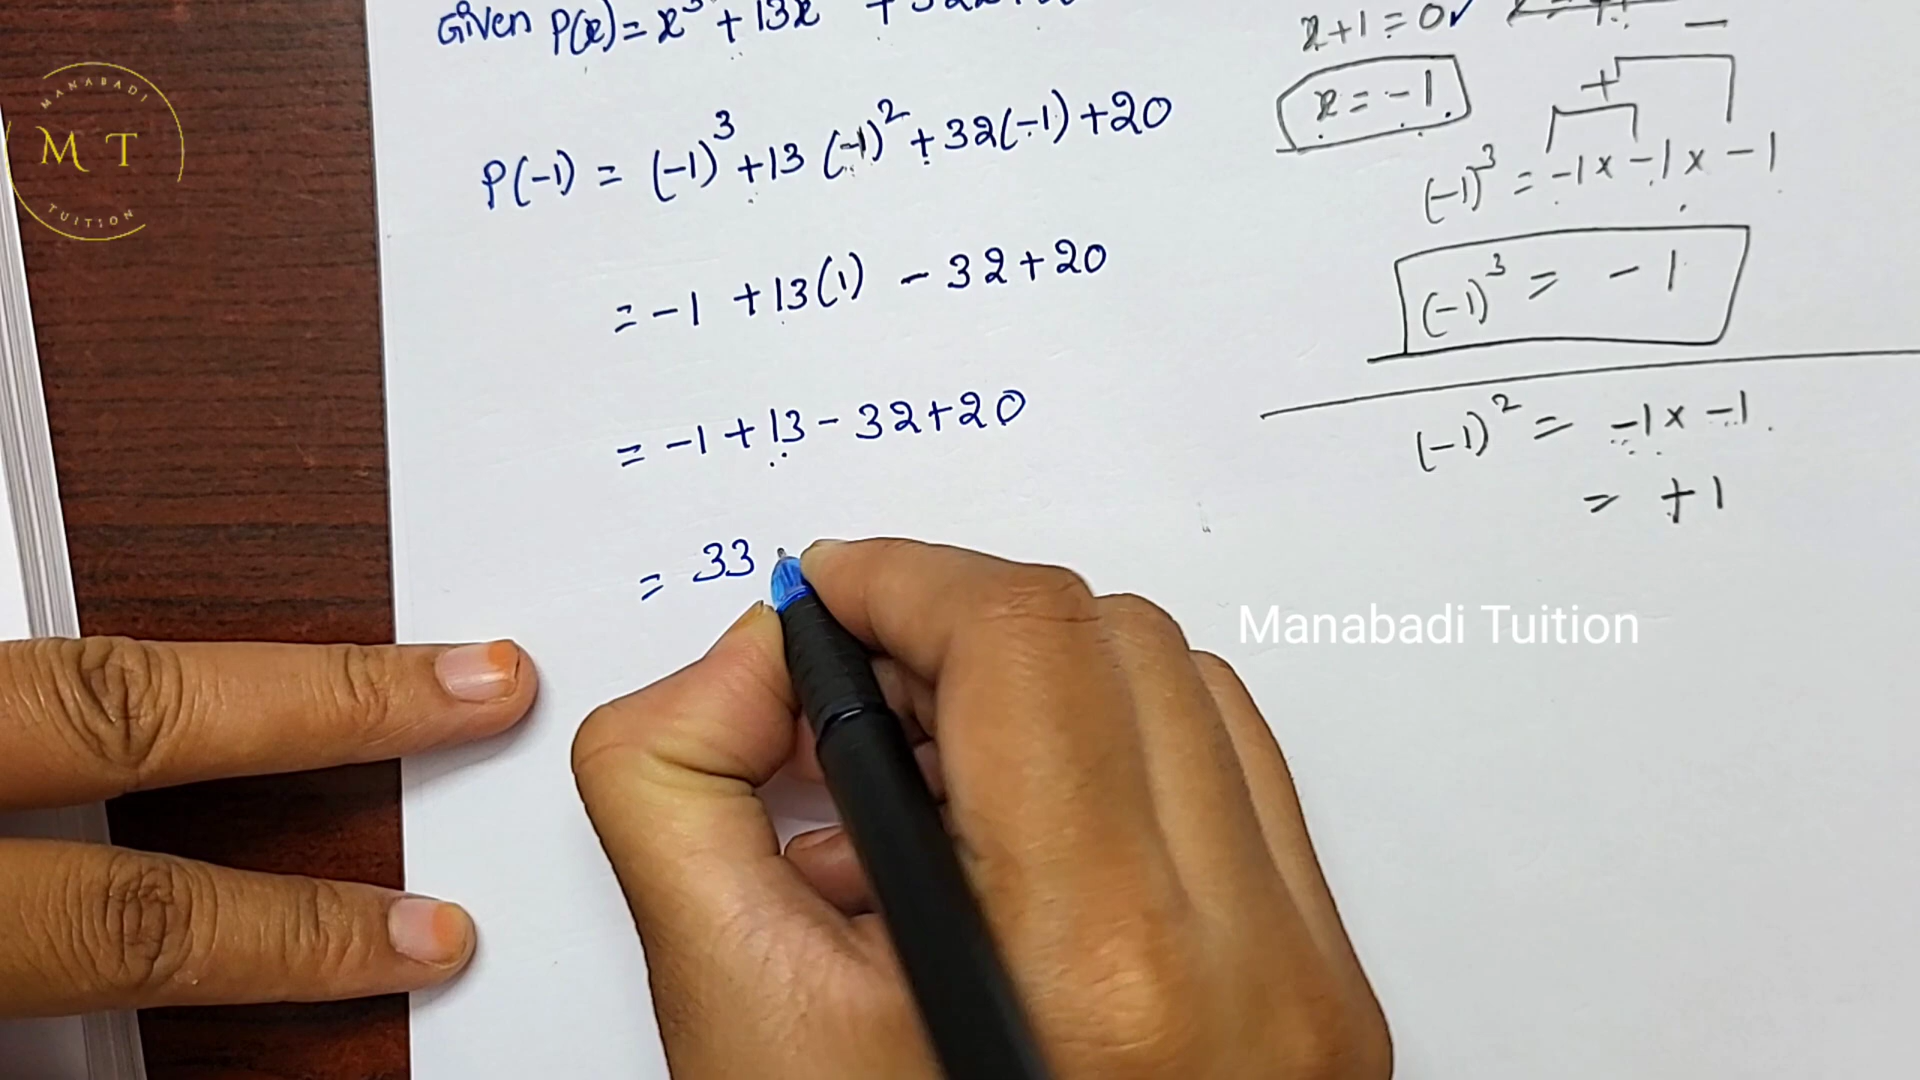 Given P(x) = x³ + 13x
P(-1) = (-1)³ + 13 (-1)² + 32(-1) + 20
= -1 + 13(1) - 32 + 20
= -1 + 13 - 32 + 20
= 33
x + 1 = 0 ✓
x = -1
+
-
(-1)³ = -1 x -1 x -1
(-1)³ = -1
(-1)² = -1 x -1
= +1
MANABADI
MT
TUITION
Manabadi Tuition